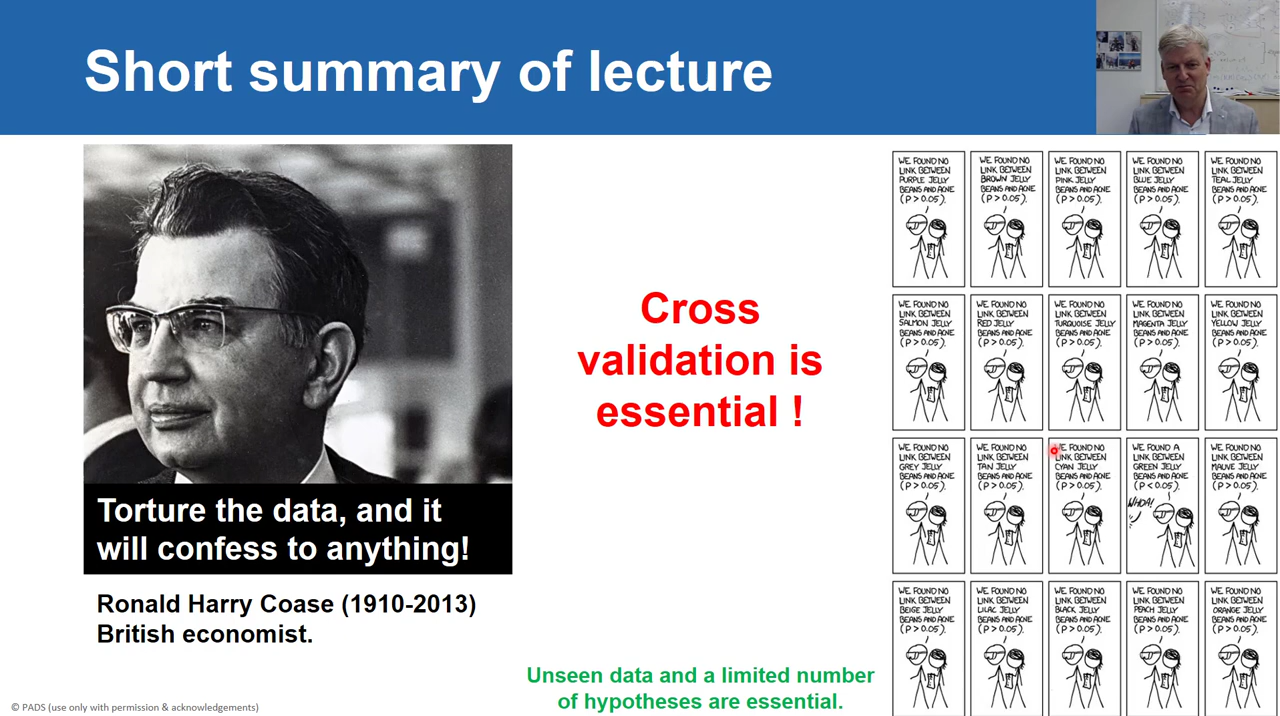 Short summary of lecture
Torture the data, and it
will confess to anything!
Ronald Harry Coase (1910-2013)
British economist.
Cross
validation is
essential !
Unseen data and a limited number
of hypotheses are essential.
WE FOUND NO
LINK BETWEEN
PURPLE JELLY
BEANS AND ACNE
(P > 0.05).
WE FOUND NO
LINK BETWEEN
BROWN JELLY
BEANS AND ACNE
(P > 0.05).
WE FOUND NO
LINK BETWEEN
PINK JELLY
BEANS AND ACNE
(P > 0.05).
WE FOUND NO
LINK BETWEEN
BLUE JELLY
BEANS AND ACNE
(P > 0.05).
WE FOUND NO
LINK BETWEEN
TEAL JELLY
BEANS AND ACNE
(P > 0.05).
WE FOUND NO
LINK BETWEEN
SALMON JELLY
BEANS AND ACNE
(P > 0.05).
WE FOUND NO
LINK BETWEEN
RED JELLY
BEANS AND ACNE
(P > 0.05).
WE FOUND NO
LINK BETWEEN
TURQUOISE JELLY
BEANS AND ACNE
(P > 0.05).
WE FOUND NO
LINK BETWEEN
MAGENTA JELLY
BEANS AND ACNE
(P > 0.05).
WE FOUND NO
LINK BETWEEN
YELLOW JELLY
BEANS AND ACNE
(P > 0.05).
WE FOUND NO
LINK BETWEEN
GREY JELLY
BEANS AND ACNE
(P > 0.05).
WE FOUND NO
LINK BETWEEN
TAN JELLY
BEANS AND ACNE
(P > 0.05).
WE FOUND NO
LINK BETWEEN
CYAN JELLY
BEANS AND ACNE
(P > 0.05).
WE FOUND A
LINK BETWEEN
GREEN JELLY
BEANS AND ACNE
(P < 0.05).
WHOA!
WE FOUND NO
LINK BETWEEN
MAUVE JELLY
BEANS AND ACNE
(P > 0.05).
WE FOUND NO
LINK BETWEEN
BEIGE JELLY
BEANS AND ACNE
(P > 0.05).
WE FOUND NO
LINK BETWEEN
LILAC JELLY
BEANS AND ACNE
(P > 0.05).
WE FOUND NO
LINK BETWEEN
BLACK JELLY
BEANS AND ACNE
(P > 0.05).
WE FOUND NO
LINK BETWEEN
PEACH JELLY
BEANS AND ACNE
(P > 0.05).
WE FOUND NO
LINK BETWEEN
ORANGE JELLY
BEANS AND ACNE
(P > 0.05).
© PADS (use only with permission & acknowledgements)